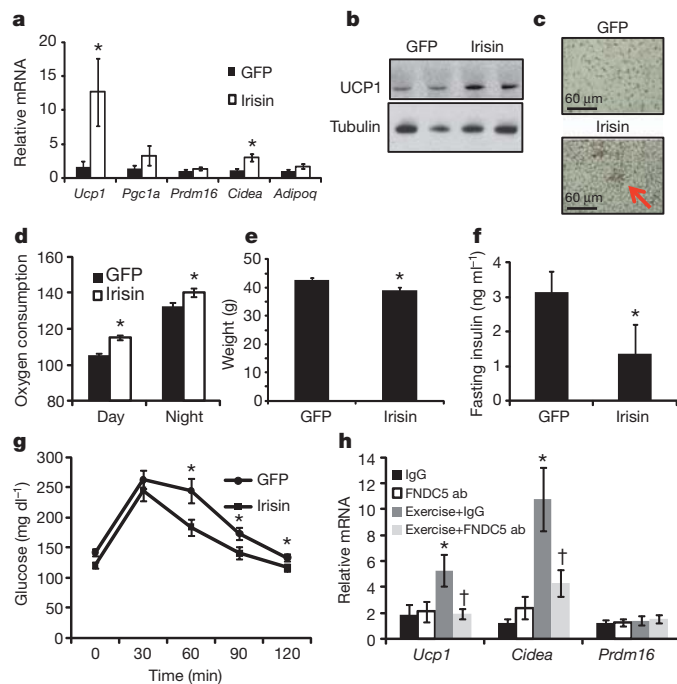 a
Relative mRNA
20
15
10
5
0
*
*
GFP
Irisin
Ucp1 Pgc1a Prdm16 Cidea Adipoq
b
GFP Irisin
UCP1
Tubulin
c
GFP
60 μm
Irisin
60 μm
d
Oxygen consumption
160
140
120
100
80
GFP
Irisin
*
*
Day Night
e
Weight (g)
50
40
30
20
10
0
*
GFP Irisin
f
Fasting insulin (ng ml–1)
4
3
2
1
0
*
GFP Irisin
g
Glucose (mg dl–1)
300
250
200
150
100
50
0
*
*
*
GFP
Irisin
0 30 60 90 120
Time (min)
h
Relative mRNA
14
12
10
8
6
4
2
0
IgG
FNDC5 ab
Exercise+IgG
Exercise+FNDC5 ab
*
†
*
†
Ucp1 Cidea Prdm16